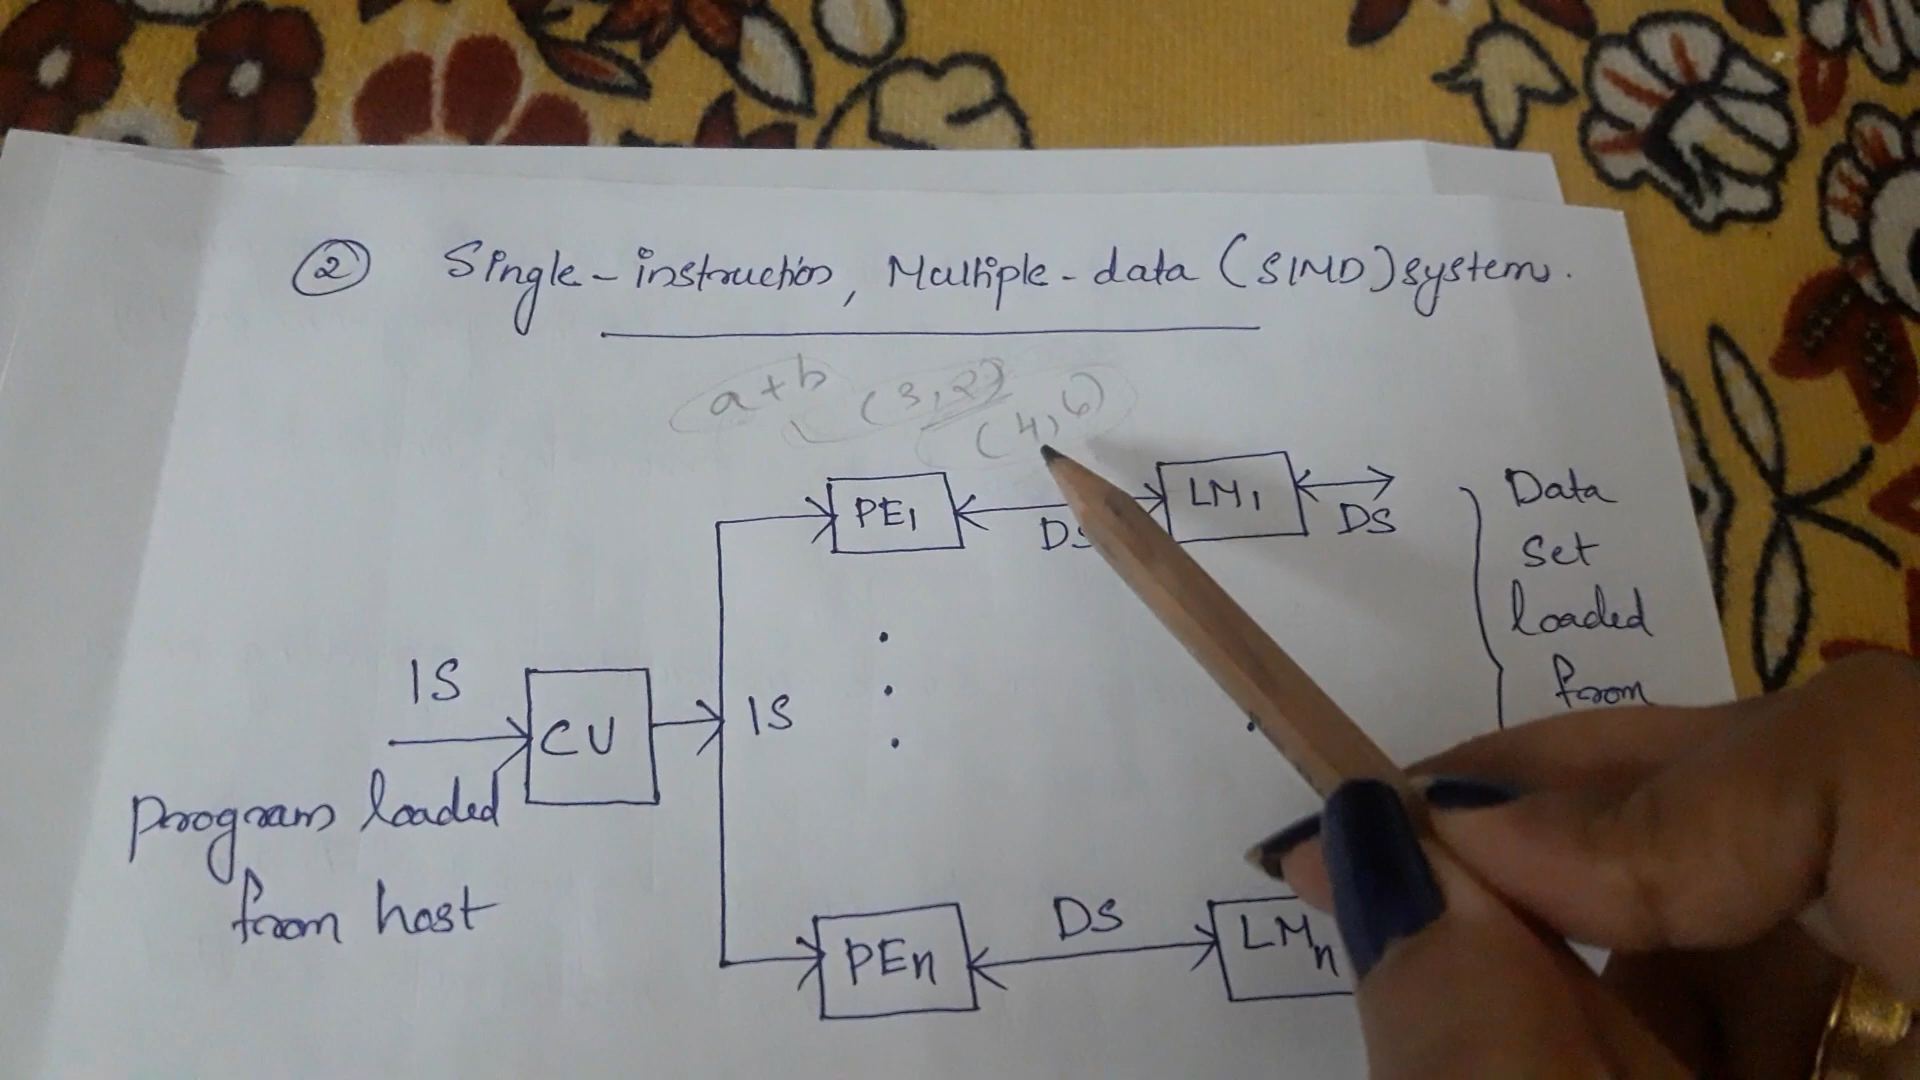 2 Single-instruction, Multiple-data (SIMD) system.
a+b (3,2)
(4,6)
PE1
DS
LM1
DS
Data
set
loaded
from
IS
CU
IS
program loaded
from host
PEn
DS
LMn